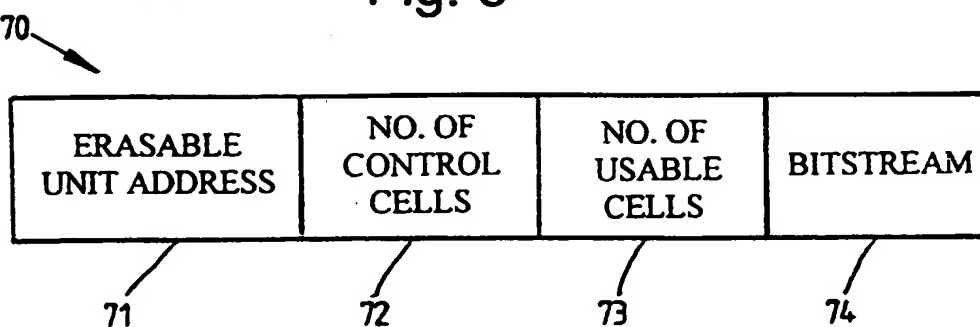 70
ERASABLE
UNIT ADDRESS
NO. OF
CONTROL
CELLS
NO. OF
USABLE
CELLS
BITSTREAM
71
72
73
74